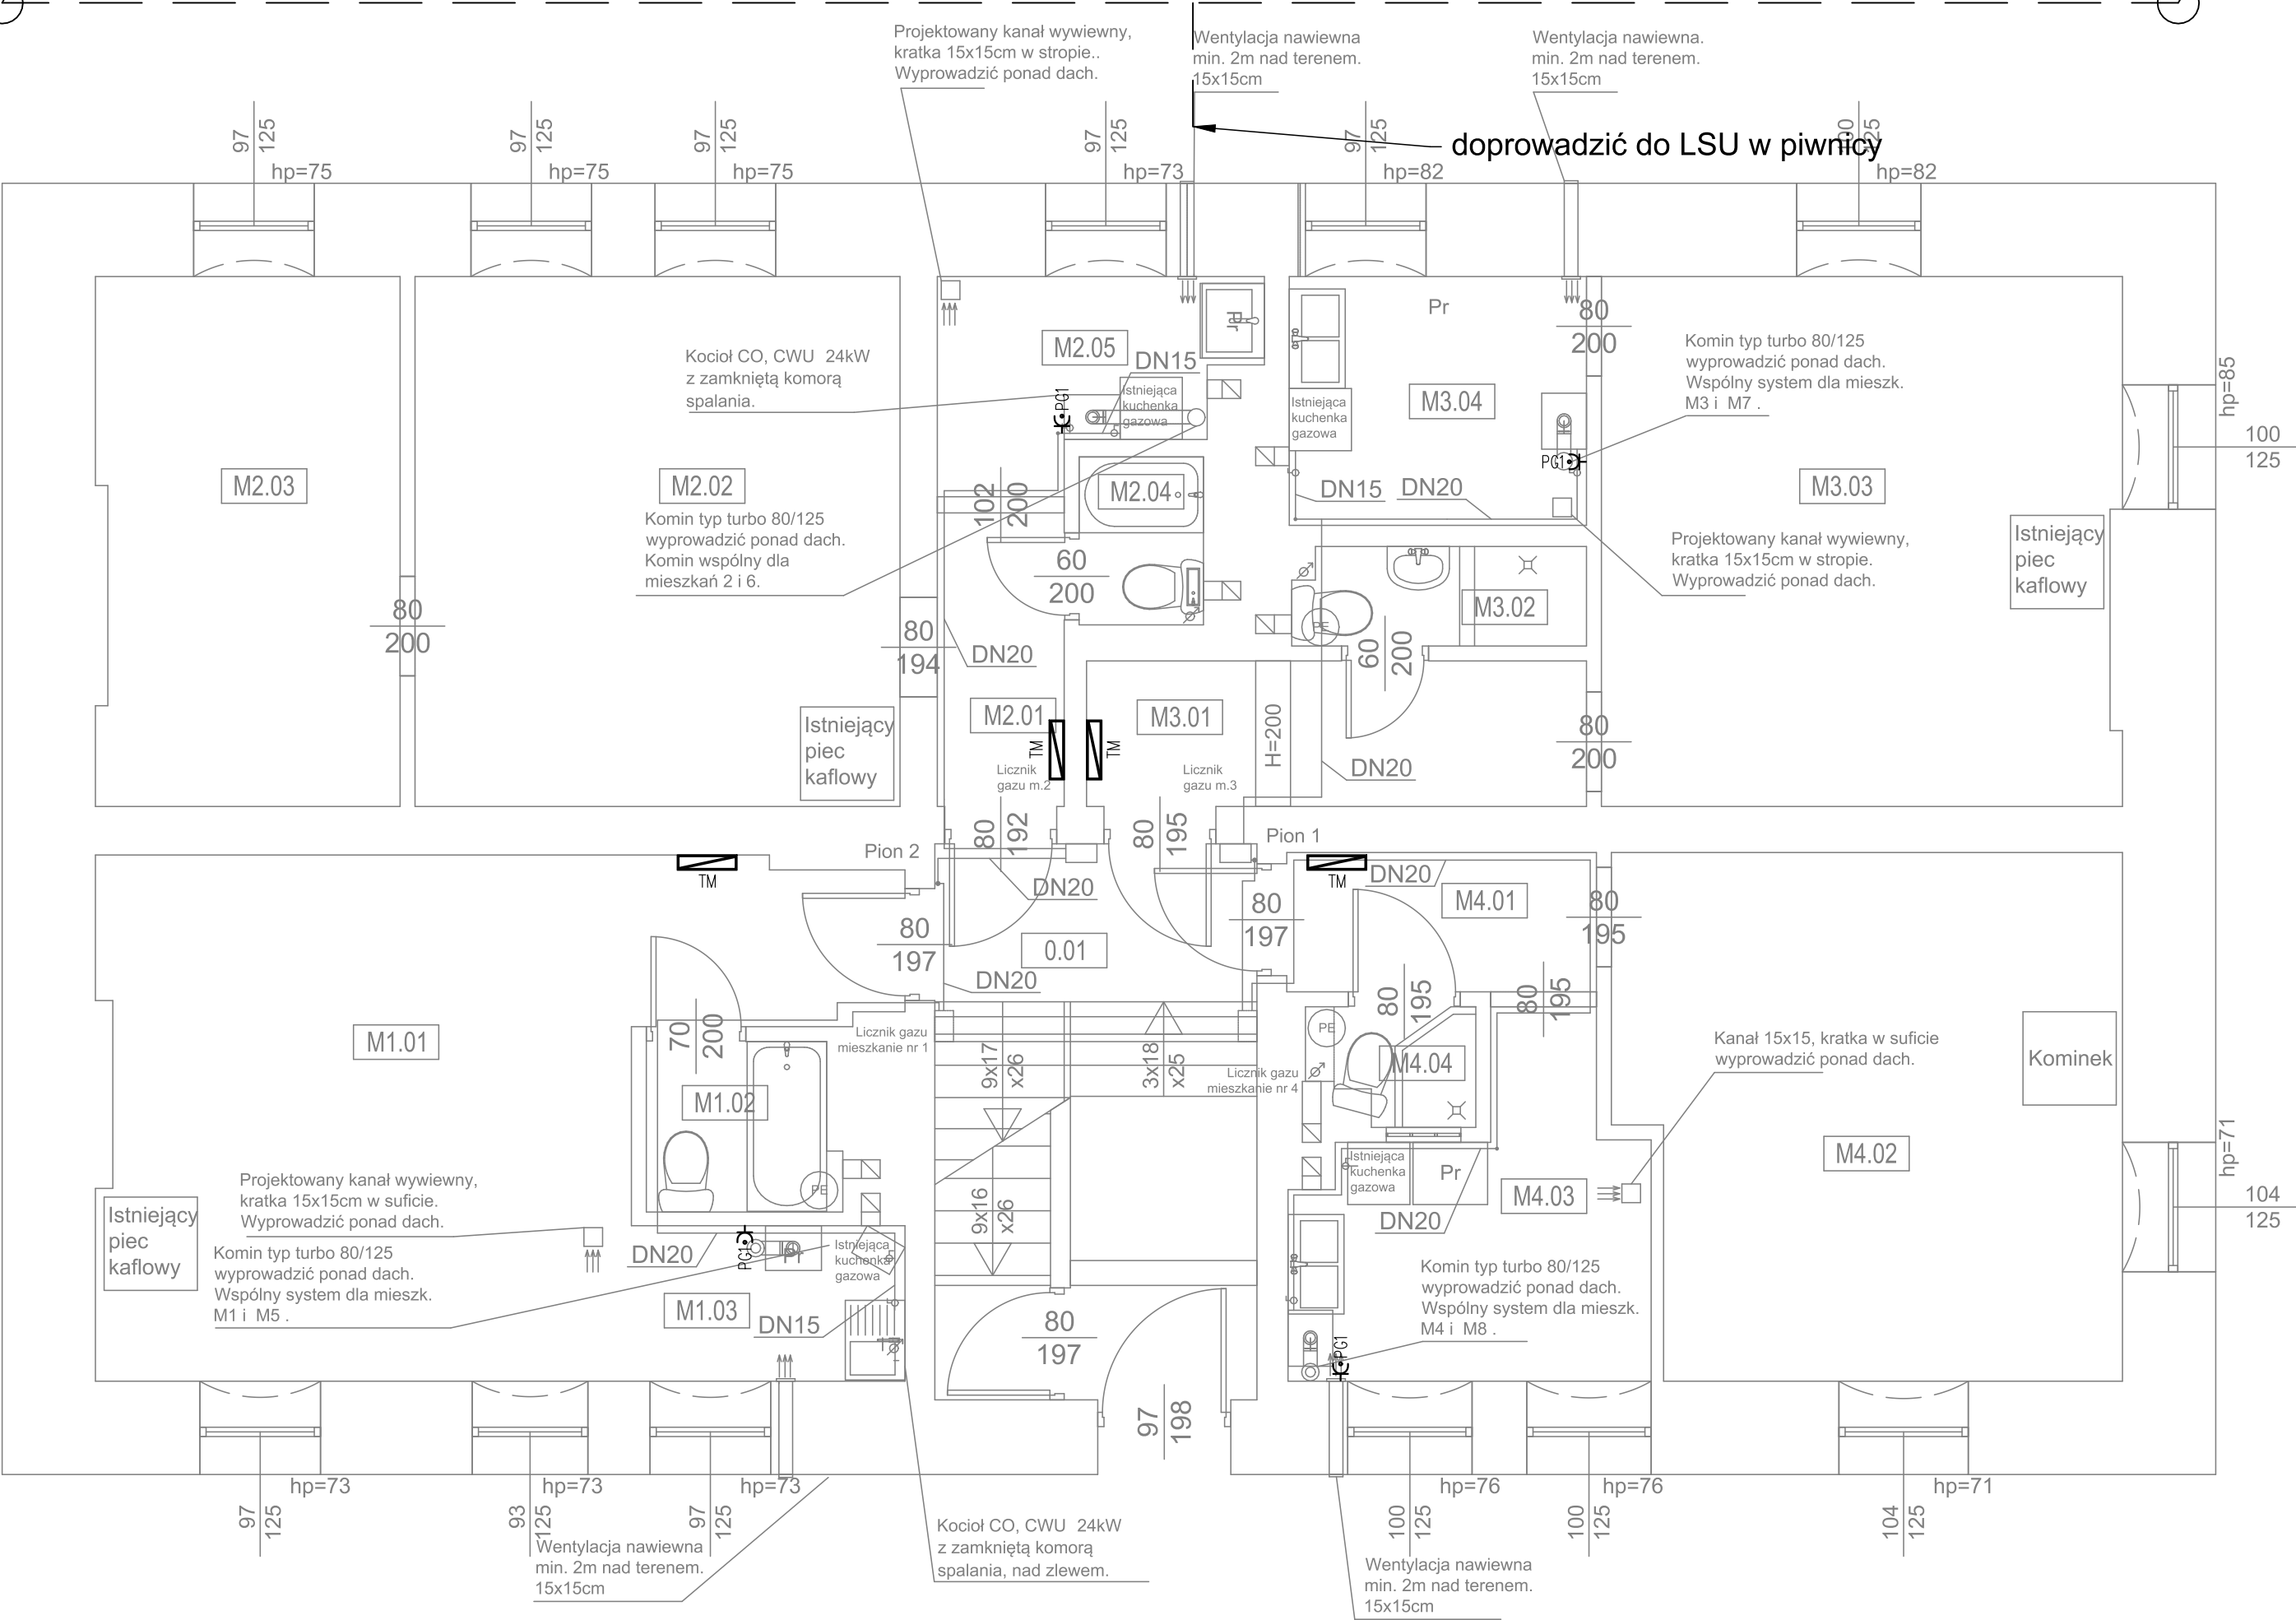 Projektowany kanał wywiewny,
kratka 15x15cm w stropie..
Wyprowadzić ponad dach.
Wentylacja nawiewna
min. 2m nad terenem.
15x15cm
Wentylacja nawiewna.
min. 2m nad terenem.
15x15cm
doprowadzić do LSU w piwnicy
97
125
hp=75
97
125
hp=75
97
125
hp=75
97
125
hp=73
97
125
hp=82
100
125
hp=82
Pr
M2.05
DN15
Kocioł CO, CWU 24kW
z zamkniętą komorą
spalania.
Istniejąca
kuchenka
gazowa
PG1
Pr
80
200
Komin typ turbo 80/125
wyprowadzić ponad dach.
Wspólny system dla mieszk.
M3 i M7 .
hp=85
100
125
M3.04
Istniejąca
kuchenka
gazowa
PG1
DN15
DN20
M2.03
M2.02
M2.04
M3.03
Komin typ turbo 80/125
wyprowadzić ponad dach.
Komin wspólny dla
mieszkań 2 i 6.
102
200
60
200
Projektowany kanał wywiewny,
kratka 15x15cm w stropie.
Wyprowadzić ponad dach.
Istniejący
piec
kaflowy
M3.02
PE
60
200
80
200
80
194
DN20
M2.01
M3.01
TM
TM
H=200
80
200
DN20
Istniejący
piec
kaflowy
Licznik
gazu m.2
Licznik
gazu m.3
80
192
80
195
Pion 2
Pion 1
TM
TM
DN20
DN20
M4.01
80
195
80
197
80
197
0.01
DN20
M1.01
70
200
M1.02
PE
Licznik gazu
mieszkanie nr 1
9x17
x26
3x18
x25
9x16
x26
Licznik gazu
mieszkanie nr 4
PE
80
195
80
195
M4.04
Kanał 15x15, kratka w suficie
wyprowadzić ponad dach.
Kominek
M4.02
hp=71
104
125
Istniejąca
kuchenka
gazowa
Pr
M4.03
DN20
Projektowany kanał wywiewny,
kratka 15x15cm w suficie.
Wyprowadzić ponad dach.
Istniejący
piec
kaflowy
Komin typ turbo 80/125
wyprowadzić ponad dach.
Wspólny system dla mieszk.
M1 i M5 .
DN20
PG1
Pr
Istniejąca
kuchenka
gazowa
M1.03
DN15
80
197
Komin typ turbo 80/125
wyprowadzić ponad dach.
Wspólny system dla mieszk.
M4 i M8 .
PG1
97
198
hp=73
97
125
hp=73
93
125
hp=73
97
125
hp=76
100
125
hp=76
100
125
hp=71
104
125
Wentylacja nawiewna
min. 2m nad terenem.
15x15cm
Kocioł CO, CWU 24kW
z zamkniętą komorą
spalania, nad zlewem.
Wentylacja nawiewna
min. 2m nad terenem.
15x15cm